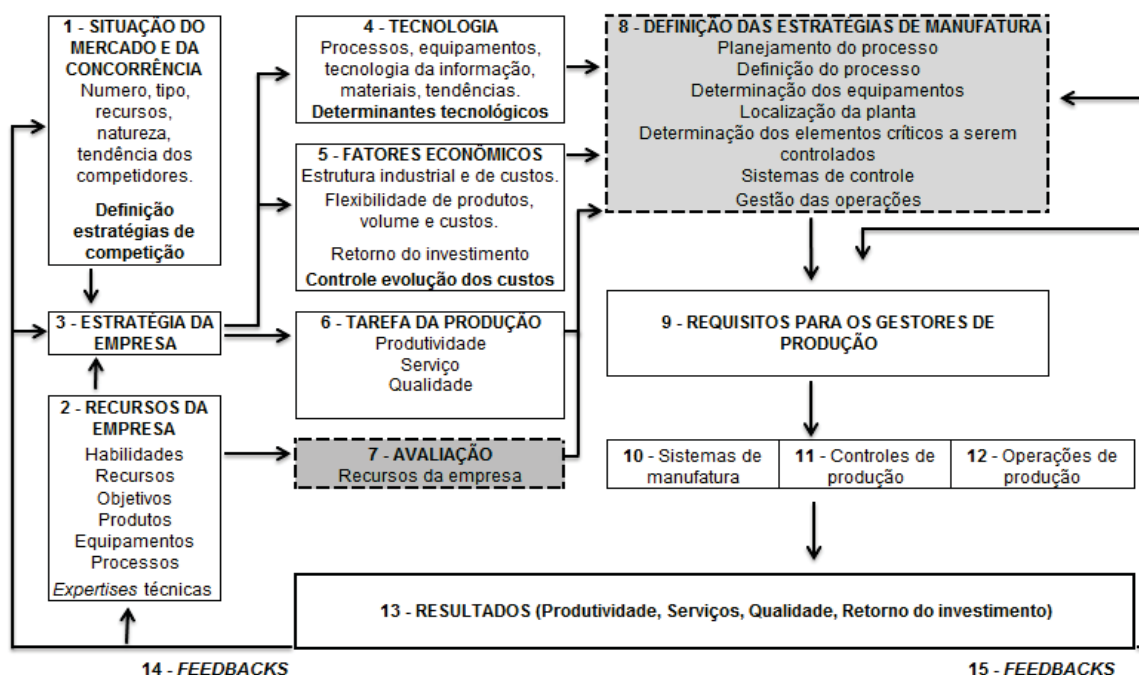 1 - SITUAÇÃO DO
MERCADO E DA
CONCORRÊNCIA
Numero, tipo,
recursos,
natureza,
tendência dos
competidores.
Definição
estratégias de
competição
3 - ESTRATÉGIA DA
EMPRESA
2 - RECURSOS DA
EMPRESA
Habilidades
Recursos
Objetivos
Produtos
Equipamentos
Processos
Expertises técnicas
4 - TECNOLOGIA
Processos, equipamentos,
tecnologia da informação,
materiais, tendências.
Determinantes tecnológicos
5 - FATORES ECONÔMICOS
Estrutura industrial e de custos.
Flexibilidade de produtos,
volume e custos.
Retorno do investimento
Controle evolução dos custos
6 - TAREFA DA PRODUÇÃO
Produtividade
Serviço
Qualidade
7 - AVALIAÇÃO
Recursos da empresa
8 - DEFINIÇÃO DAS ESTRATÉGIAS DE MANUFATURA
Planejamento do processo
Definição do processo
Determinação dos equipamentos
Localização da planta
Determinação dos elementos críticos a serem
controlados
Sistemas de controle
Gestão das operações
9 - REQUISITOS PARA OS GESTORES DE
PRODUÇÃO
10 - Sistemas de
manufatura
11 - Controles de
produção
12 - Operações de
produção
13 - RESULTADOS (Produtividade, Serviços, Qualidade, Retorno do investimento)
14 - FEEDBACKS
15 - FEEDBACKS